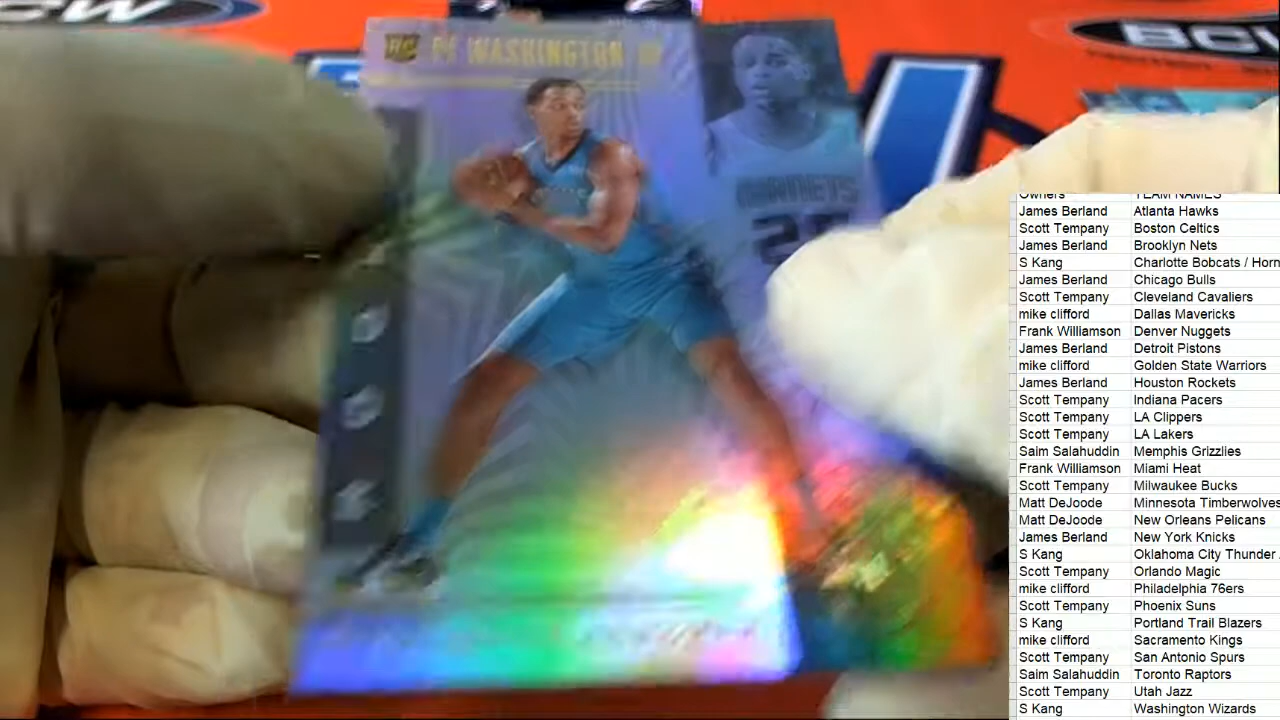 BCW
RC PJ WASHINGTON JR
HORNETS
25
Owners TEAM NAMES
James Berland Atlanta Hawks
Scott Tempany Boston Celtics
James Berland Brooklyn Nets
S Kang Charlotte Bobcats / Horn
James Berland Chicago Bulls
Scott Tempany Cleveland Cavaliers
mike clifford Dallas Mavericks
Frank Williamson Denver Nuggets
James Berland Detroit Pistons
mike clifford Golden State Warriors
James Berland Houston Rockets
Scott Tempany Indiana Pacers
Scott Tempany LA Clippers
Scott Tempany LA Lakers
Saim Salahuddin Memphis Grizzlies
Frank Williamson Miami Heat
Scott Tempany Milwaukee Bucks
Matt DeJoode Minnesota Timberwolves
Matt DeJoode New Orleans Pelicans
James Berland New York Knicks
S Kang Oklahoma City Thunder
Scott Tempany Orlando Magic
mike clifford Philadelphia 76ers
Scott Tempany Phoenix Suns
S Kang Portland Trail Blazers
mike clifford Sacramento Kings
Scott Tempany San Antonio Spurs
Saim Salahuddin Toronto Raptors
Scott Tempany Utah Jazz
S Kang Washington Wizards